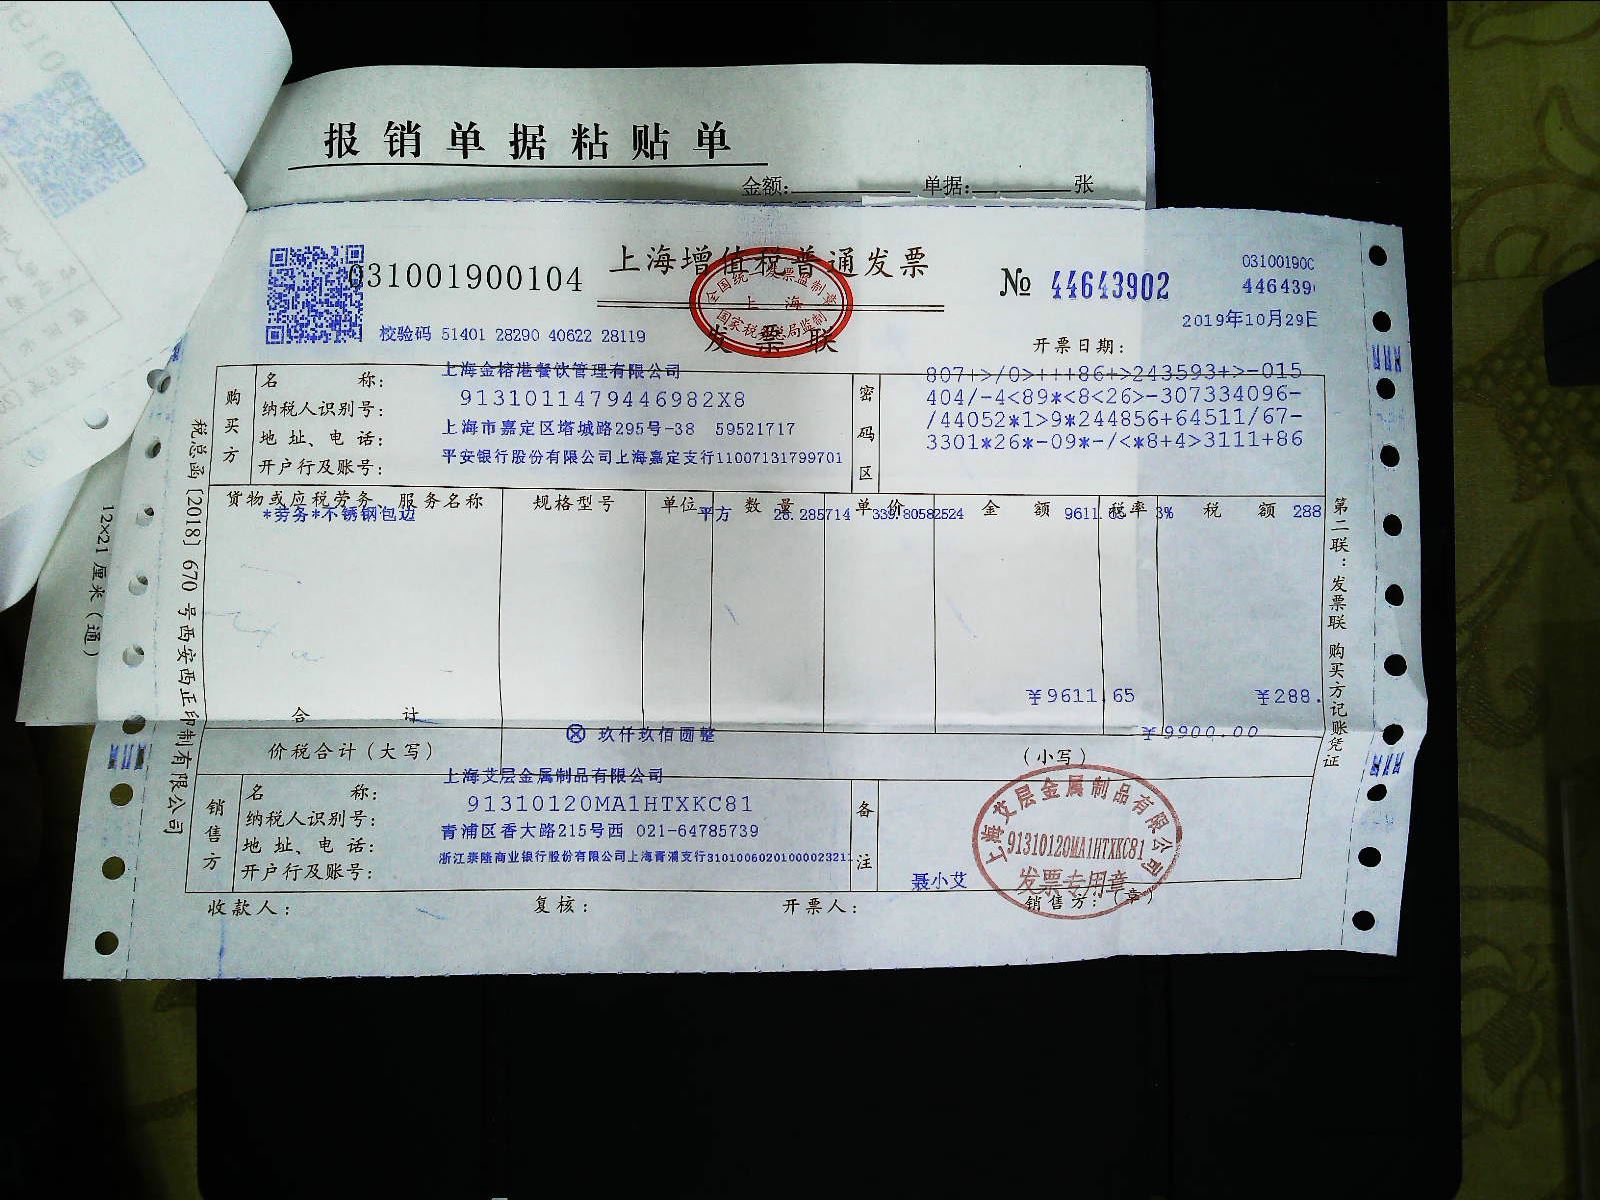 报销单据粘贴单
金额: 单据: 张
031001900104
上海增值税普通发票
发票联
全国统一发票监制章
上海
国家税务总局监制
№ 44643902
03100190
446439
校验码 51401 28290 40622 28119
开票日期: 2019年10月29日
购买方
名称: 上海金榕港餐饮管理有限公司
纳税人识别号: 9131011479446982X8
地址、电话: 上海市嘉定区塔城路295号-38 59521717
开户行及账号: 平安银行股份有限公司上海嘉定支行11007131799701
密码区
807+>/0>+++86+>243593+>-015
404/-4<89*<8<26>-307334096-
/44052*1>9*244856+64511/67-
3301*26*-09*-/<*8+4>3111+86
货物或应税劳务、服务名称 规格型号 单位 数量 单价 金额 税率 税额
*劳务*不锈钢包边 平方 28.285714 339.80582524 9611.65 3% 288
合计 ¥9611.65 ¥288.
价税合计(大写) ⊗ 玖仟玖佰圆整 (小写) ¥9900.00
销售方
名称: 上海艾层金属制品有限公司
纳税人识别号: 91310120MA1HTXKC81
地址、电话: 青浦区香大路215号西 021-64785739
开户行及账号: 浙江泰隆商业银行股份有限公司上海青浦支行31010060201000023211
备注
上海艾层金属制品有限公司
91310120MA1HTXKC81
发票专用章
收款人: 复核: 开票人: 聂小艾 销售方:(章)
第二联:发票联 购买方记账凭证
税总函〔2018〕670号西安西正印制有限公司
12×21厘米(通)